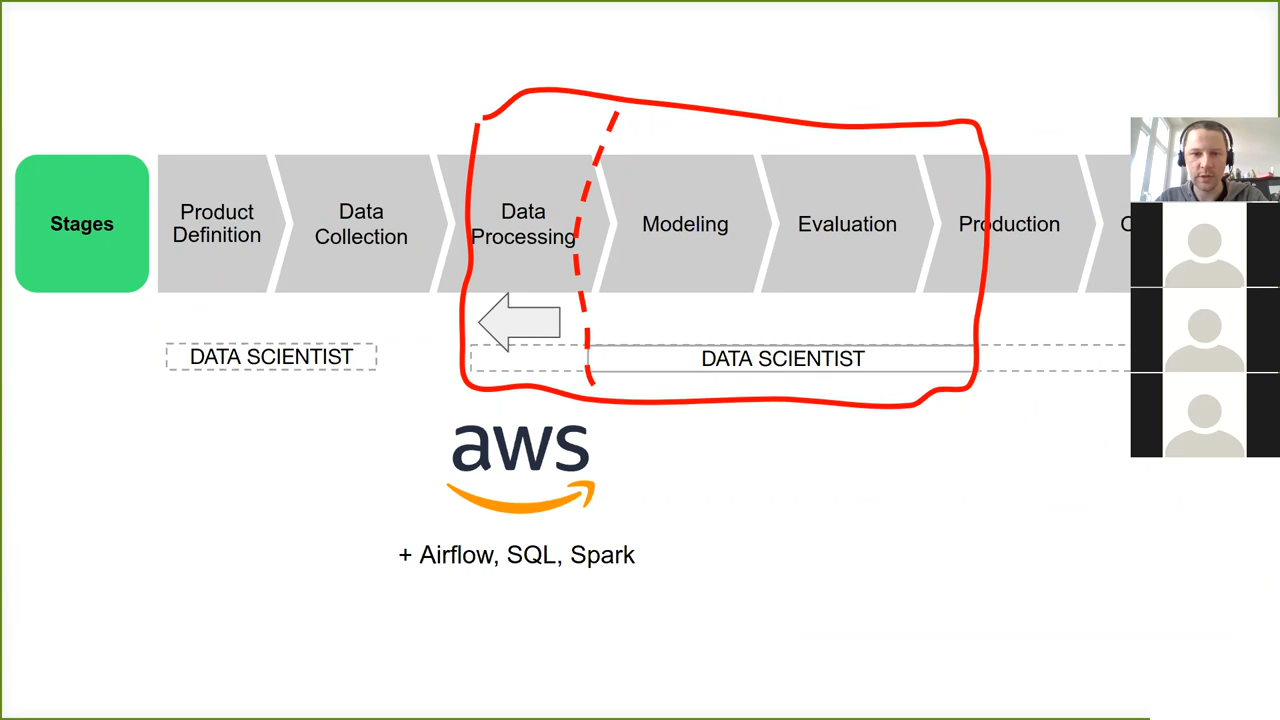 Stages
Product
Definition
Data
Collection
Data
Processing
Modeling
Evaluation
Production
DATA SCIENTIST
DATA SCIENTIST
aws
+ Airflow, SQL, Spark